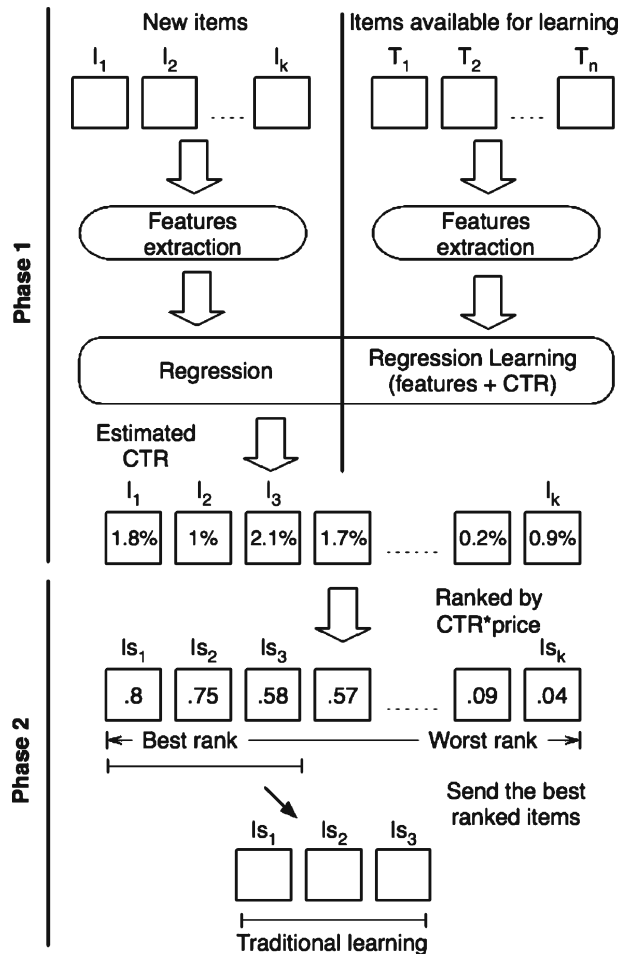 New items
Items available for learning
I1 I2 Ik
T1 T2 Tn
.....
.....
Features
extraction
Features
extraction
Phase 1
Regression
Regression Learning
(features + CTR)
Estimated
CTR
I1 I2 I3 Ik
1.8% 1% 2.1% 1.7% ...... 0.2% 0.9%
Ranked by
CTR*price
Is1 Is2 Is3 Isk
.8 .75 .58 .57 ...... .09 .04
Best rank Worst rank
Phase 2
Send the best
ranked items
Is1 Is2 Is3
Traditional learning